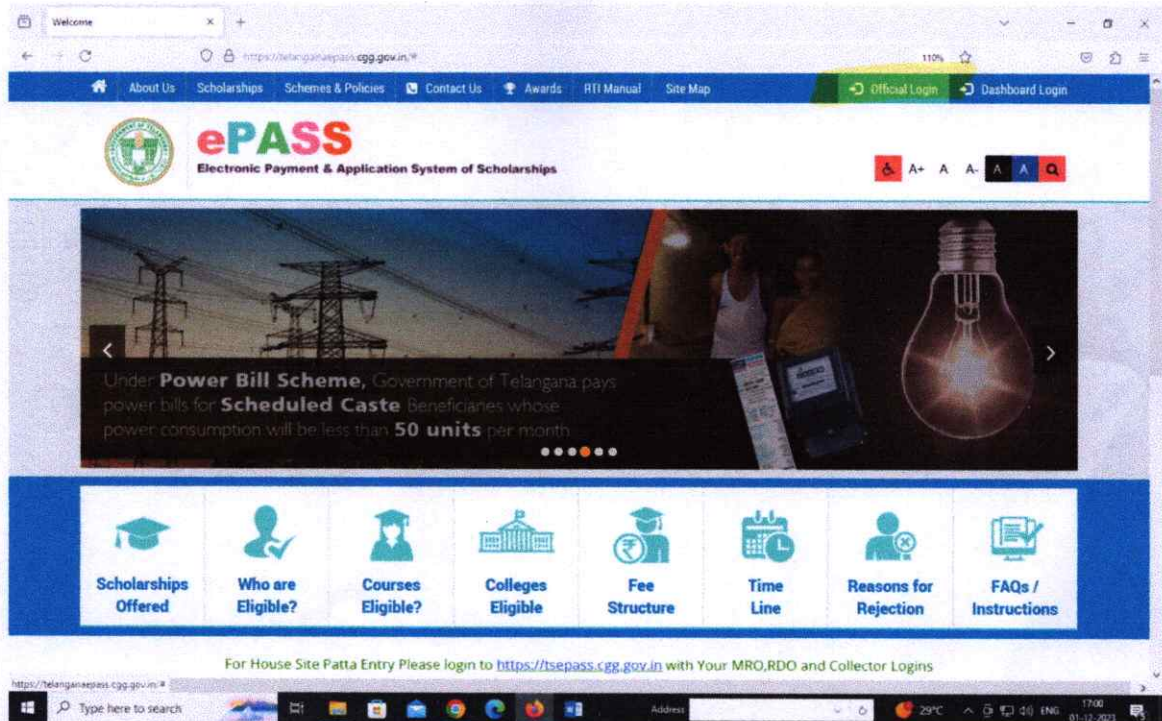 Welcome
https://telanganaepass.cgg.gov.in/#
110%
About Us Scholarships Schemes & Policies Contact Us Awards RTI Manual Site Map Official Login Dashboard Login
ePASS
Electronic Payment & Application System of Scholarships
A+ A A- A A
Under Power Bill Scheme, Government of Telangana pays
power bills for Scheduled Caste Beneficiaries whose
power consumption will be less than 50 units per month
Scholarships Offered
Who are Eligible?
Courses Eligible?
Colleges Eligible
Fee Structure
Time Line
Reasons for Rejection
FAQs / Instructions
For House Site Patta Entry Please login to https://tsepass.cgg.gov.in with Your MRO,RDO and Collector Logins
https://telanganaepass.cgg.gov.in/#
Type here to search
Address
29°C
ENG
17:00
01-12-2023